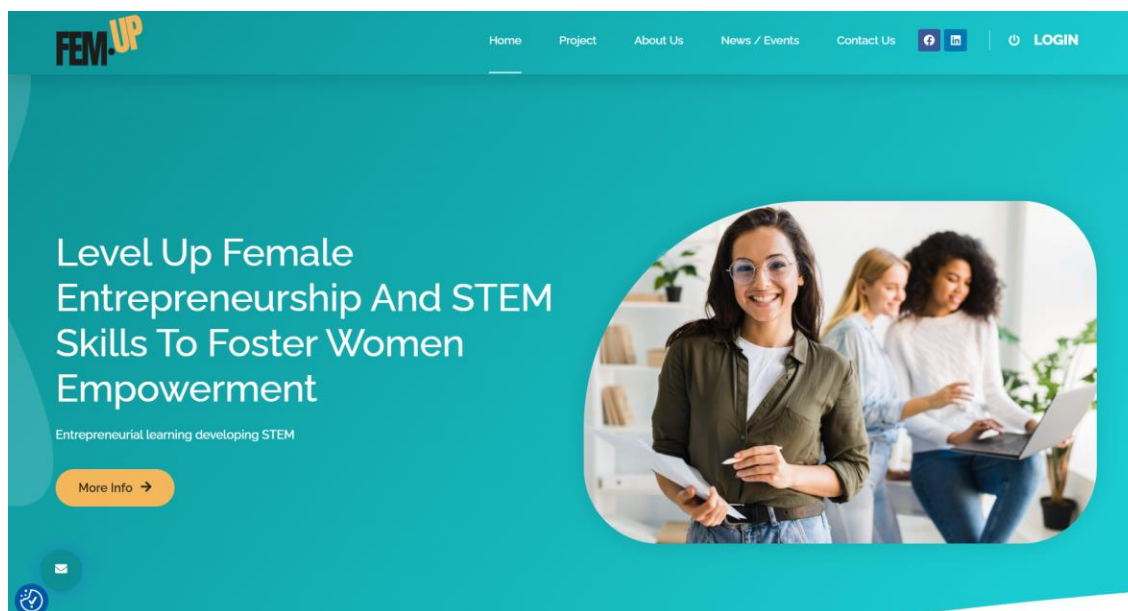 FEM.UP
Home Project About Us News / Events Contact Us LOGIN
Level Up Female
Entrepreneurship And STEM
Skills To Foster Women
Empowerment
Entrepreneurial learning developing STEM
More Info